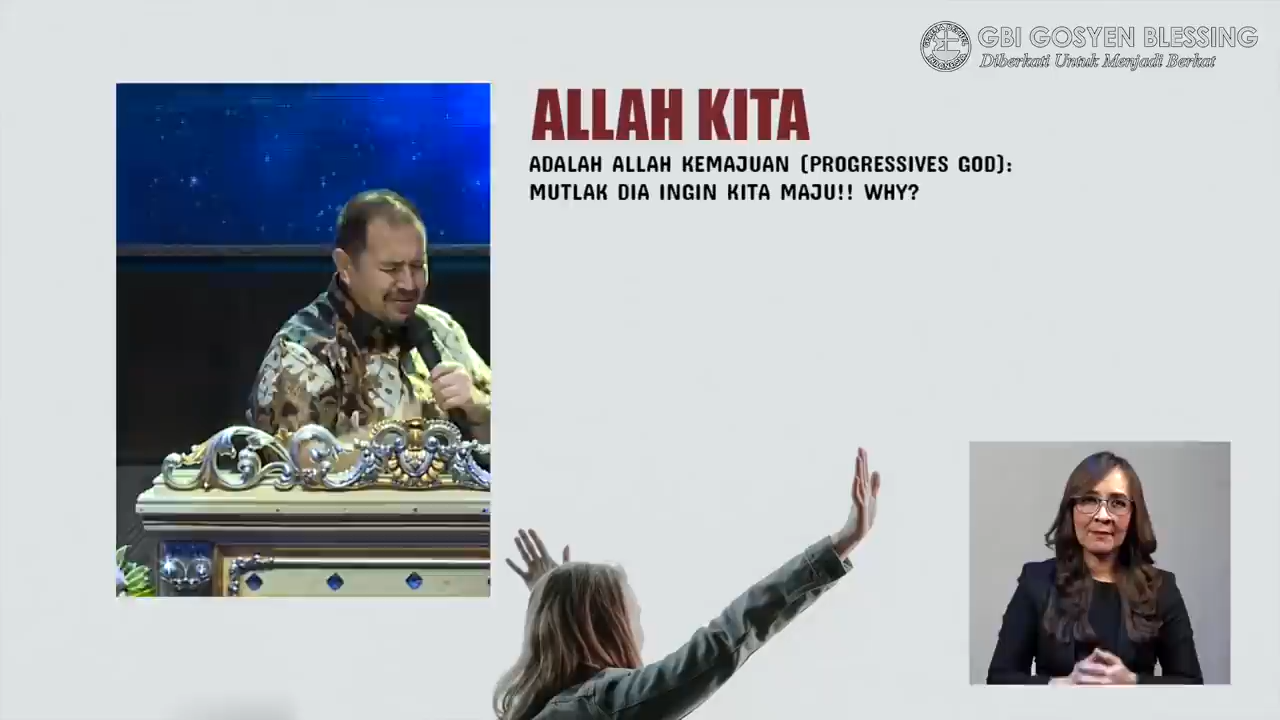 GBI GOSYEN BLESSING
Diberkati Untuk Menjadi Berkat
ALLAH KITA
ADALAH ALLAH KEMAJUAN (PROGRESSIVES GOD):
MUTLAK DIA INGIN KITA MAJU!! WHY?